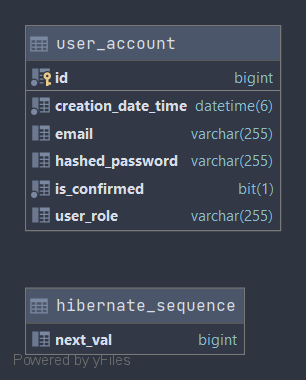 user_account
id bigint
creation_date_time datetime(6)
email varchar(255)
hashed_password varchar(255)
is_confirmed bit(1)
user_role varchar(255)
hibernate_sequence
next_val bigint
Powered by yFiles